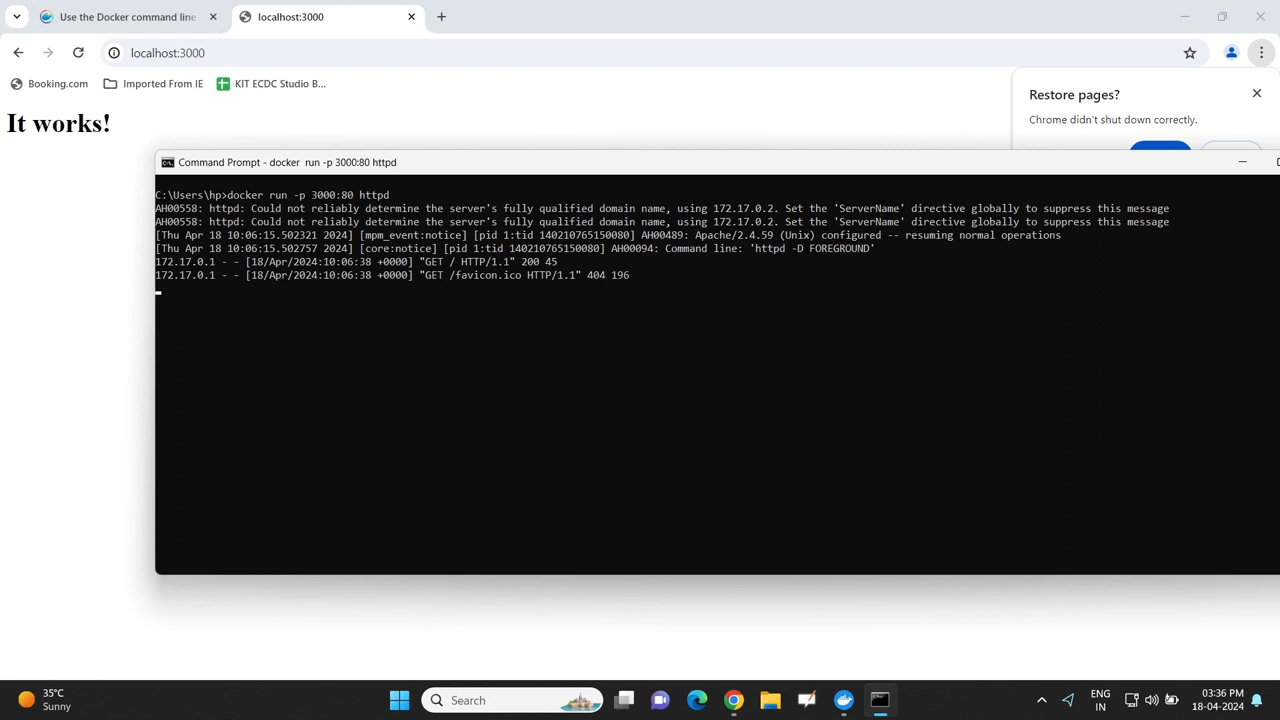 Use the Docker command line
localhost:3000
localhost:3000
Booking.com
Imported From IE
KIT ECDC Studio B...
Restore pages?
Chrome didn't shut down correctly.
It works!
Command Prompt - docker  run -p 3000:80 httpd
C:\Users\hp>docker run -p 3000:80 httpd
AH00558: httpd: Could not reliably determine the server's fully qualified domain name, using 172.17.0.2. Set the 'ServerName' directive globally to suppress this message
AH00558: httpd: Could not reliably determine the server's fully qualified domain name, using 172.17.0.2. Set the 'ServerName' directive globally to suppress this message
[Thu Apr 18 10:06:15.502321 2024] [mpm_event:notice] [pid 1:tid 140210765150080] AH00489: Apache/2.4.59 (Unix) configured -- resuming normal operations
[Thu Apr 18 10:06:15.502757 2024] [core:notice] [pid 1:tid 140210765150080] AH00094: Command line: 'httpd -D FOREGROUND'
172.17.0.1 - - [18/Apr/2024:10:06:38 +0000] "GET / HTTP/1.1" 200 45
172.17.0.1 - - [18/Apr/2024:10:06:38 +0000] "GET /favicon.ico HTTP/1.1" 404 196
35°C
Sunny
Search
ENG
IN
03:36 PM
18-04-2024